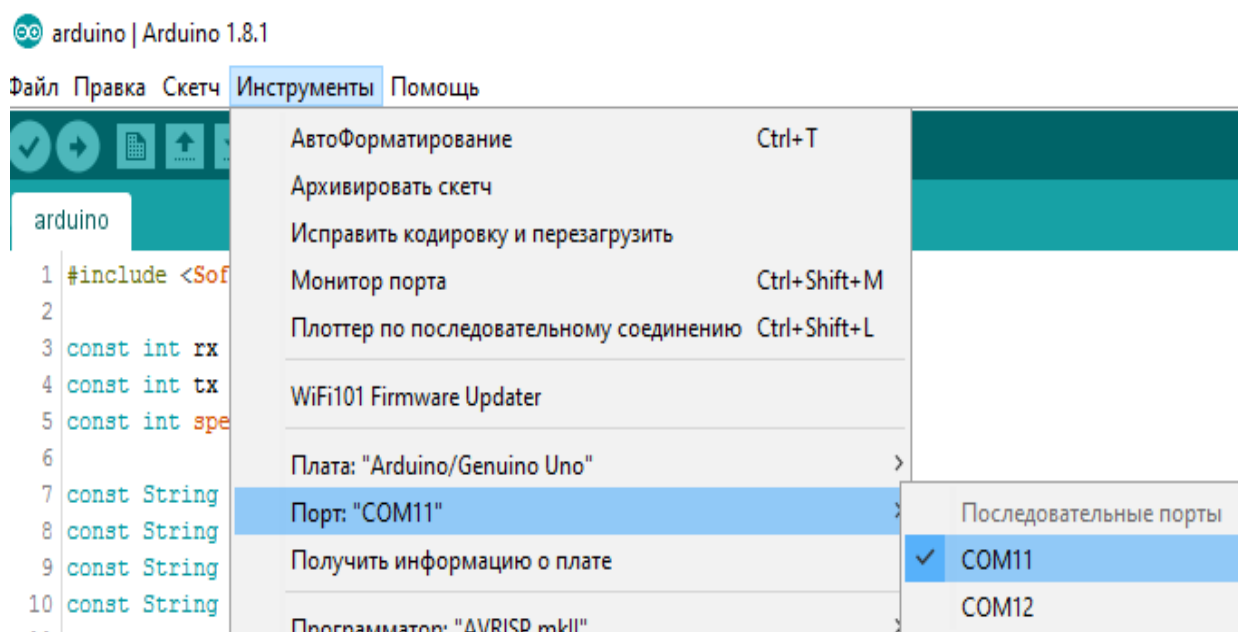 arduino | Arduino 1.8.1
Файл Правка Скетч Инструменты Помощь
АвтоФорматирование Ctrl+T
Архивировать скетч
arduino
Исправить кодировку и перезагрузить
1 #include <Sof
Монитор порта Ctrl+Shift+M
2
Плоттер по последовательному соединению Ctrl+Shift+L
3 const int rx
4 const int tx
WiFi101 Firmware Updater
5 const int spe
6
Плата: "Arduino/Genuino Uno"
7 const String
Порт: "COM11"
Последовательные порты
8 const String
Получить информацию о плате
COM11
9 const String
10 const String
COM12
Программатор: "AVRISP mkII"